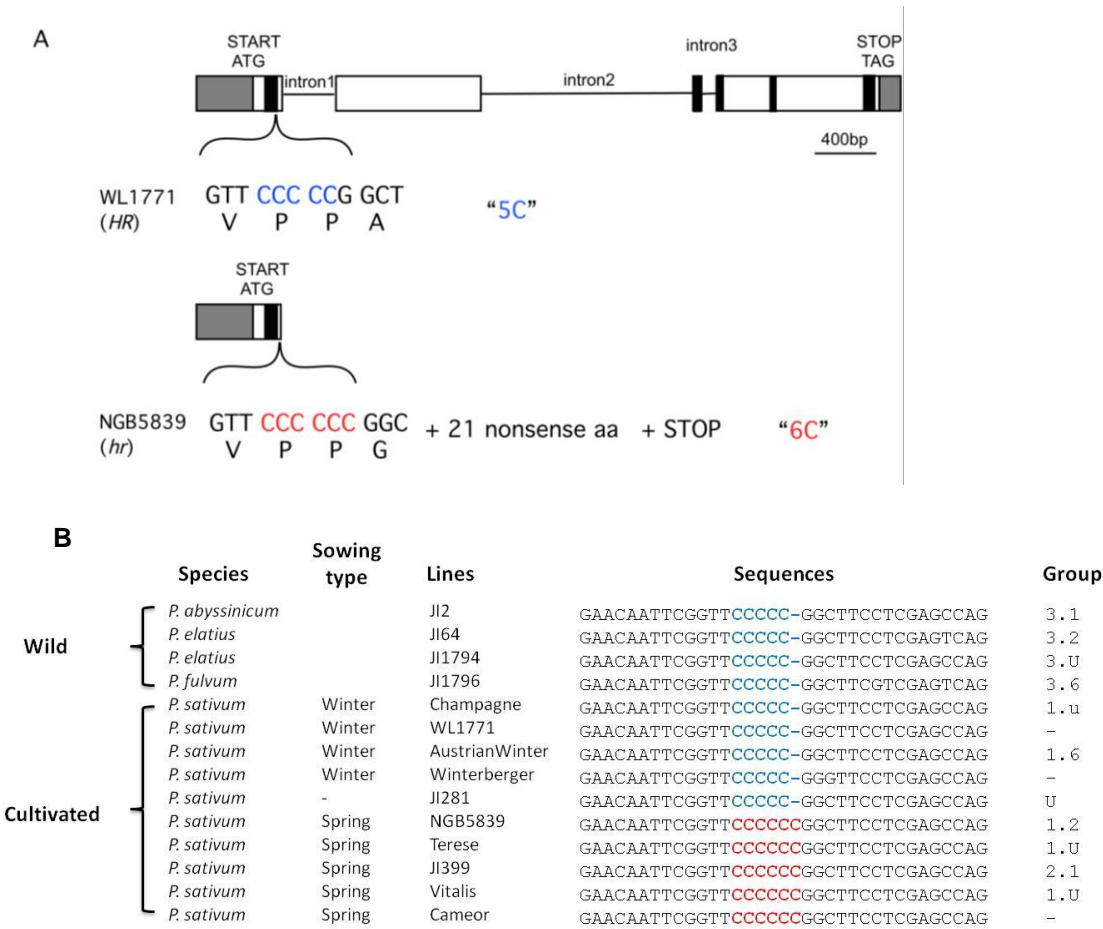 A
START
ATG
intron1
intron2
intron3
STOP
TAG
400bp
WL1771
(HR)
GTT CCC CCG GCT
V P P A
“5C”
START
ATG
NGB5839
(hr)
GTT CCC CCC GGC + 21 nonsense aa + STOP “6C”
V P P G
B
Species Sowing type Lines Sequences Group
Wild
P. abyssinicum JI2 GAACAATTCGGTTCCCCC-GGCTTCCTCGAGCCAG 3.1
P. elatius JI64 GAACAATTCGGTTCCCCC-GGCTTCCTCGAGTCAG 3.2
P. elatius JI1794 GAACAATTCGGTTCCCCC-GGCTTCCTCGAGCCAG 3.U
P. fulvum JI1796 GAACAATTCGGTTCCCCC-GGCTTCGTCGAGTCAG 3.6
Cultivated
P. sativum Winter Champagne GAACAATTCGGTTCCCCC-GGCTTCCTCGAGCCAG 1.u
P. sativum Winter WL1771 GAACAATTCGGTTCCCCC-GGCTTCCTCGAGCCAG -
P. sativum Winter AustrianWinter GAACAATTCGGTTCCCCC-GGCTTCCTCGAGCCAG 1.6
P. sativum Winter Winterberger GAACAATTCGGTTCCCCC-GGGTTCCTCGAGCCAG -
P. sativum - JI281 GAACAATTCGGTTCCCCC-GGCTTCCTCGAGCCAG U
P. sativum Spring NGB5839 GAACAATTCGGTTCCCCCCGGCTTCCTCGAGCCAG 1.2
P. sativum Spring Terese GAACAATTCGGTTCCCCCCGGCTTCCTCGAGCCAG 1.U
P. sativum Spring JI399 GAACAATTCGGTTCCCCCCGGCTTCCTCGAGCCAG 2.1
P. sativum Spring Vitalis GAACAATTCGGTTCCCCCCGGCTTCCTCGAGCCAG 1.U
P. sativum Spring Cameor GAACAATTCGGTTCCCCCCGGCTTCCTCGAGCCAG -